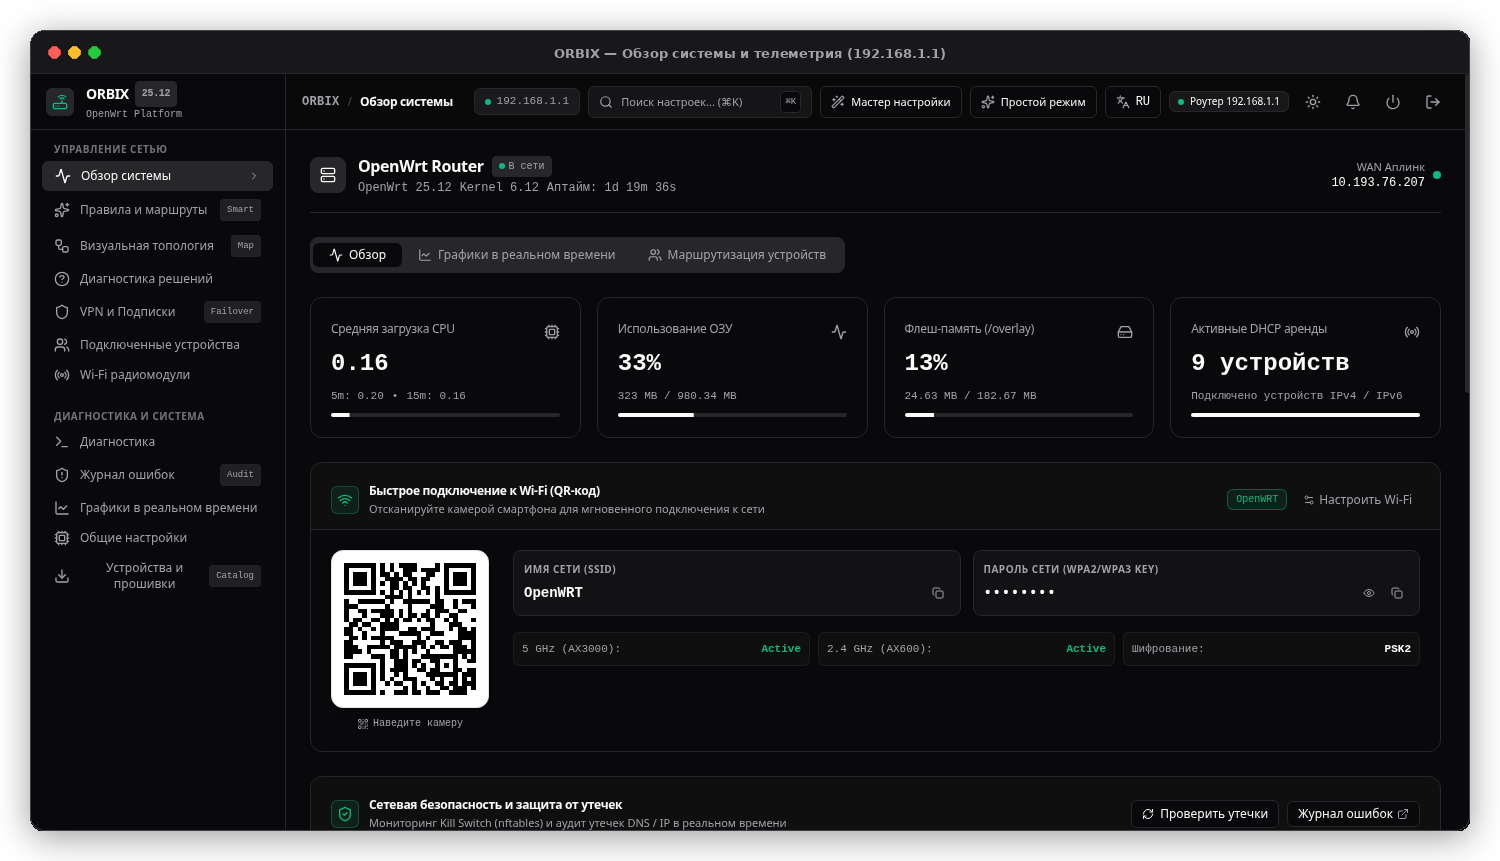 ORBIX — Обзор системы и телеметрия (192.168.1.1)
ORBIX 25.12
OpenWrt Platform
ORBIX / Обзор системы
192.168.1.1
Поиск настроек... (⌘K) ⌘K
Мастер настройки
Простой режим
RU
Роутер 192.168.1.1
УПРАВЛЕНИЕ СЕТЬЮ
Обзор системы
Правила и маршруты Smart
Визуальная топология Map
Диагностика решений
VPN и Подписки Failover
Подключенные устройства
Wi-Fi радиомодули
ДИАГНОСТИКА И СИСТЕМА
Диагностика
Журнал ошибок Audit
Графики в реальном времени
Общие настройки
Устройства и
прошивки
Catalog
OpenWrt Router В сети
OpenWrt 25.12 Kernel 6.12 Аптайм: 1d 19m 36s
WAN Аплинк
10.193.76.207
Обзор
Графики в реальном времени
Маршрутизация устройств
Средняя загрузка CPU
0.16
5m: 0.20 • 15m: 0.16
Использование ОЗУ
33%
323 MB / 980.34 MB
Флеш-память (/overlay)
13%
24.63 MB / 182.67 MB
Активные DHCP аренды
9 устройств
Подключено устройств IPv4 / IPv6
Быстрое подключение к Wi-Fi (QR-код)
Отсканируйте камерой смартфона для мгновенного подключения к сети
OpenWRT
Настроить Wi-Fi
Наведите камеру
ИМЯ СЕТИ (SSID)
OpenWRT
ПАРОЛЬ СЕТИ (WPA2/WPA3 KEY)
••••••••
5 GHz (AX3000): Active
2.4 GHz (AX600): Active
Шифрование: PSK2
Сетевая безопасность и защита от утечек
Мониторинг Kill Switch (nftables) и аудит утечек DNS / IP в реальном времени
Проверить утечки
Журнал ошибок